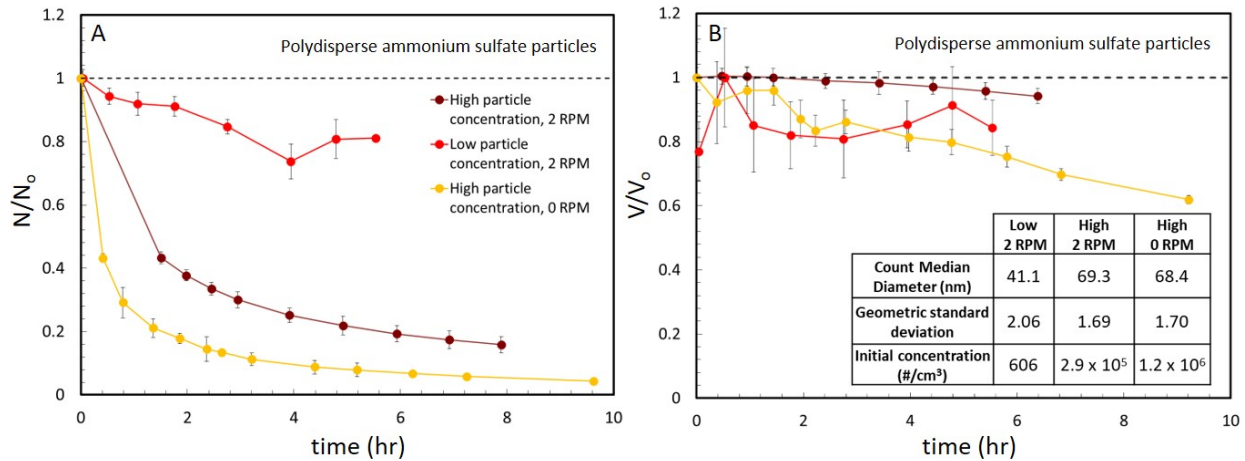 A
Polydisperse ammonium sulfate particles
High particle
concentration, 2 RPM
Low particle
concentration, 2 RPM
High particle
concentration, 0 RPM
1.2
1
0.8
0.6
0.4
0.2
0
N/No
0 2 4 6 8 10
time (hr)
B
Polydisperse ammonium sulfate particles
1.2
1
0.8
0.6
0.4
0.2
0
V/Vo
0 2 4 6 8 10
time (hr)
Low High High
2 RPM 2 RPM 0 RPM
Count Median
Diameter (nm) 41.1 69.3 68.4
Geometric standard
deviation 2.06 1.69 1.70
Initial concentration
(#/cm³) 606 2.9 x 10⁵ 1.2 x 10⁶